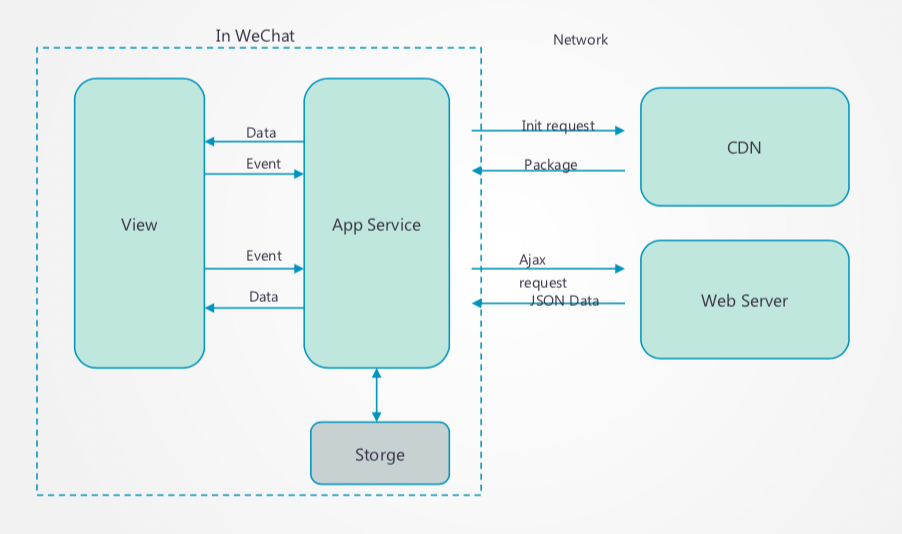 In WeChat
Network
Data
Event
View
App Service
Event
Data
Storge
Init request
Package
CDN
Ajax
request
JSON Data
Web Server